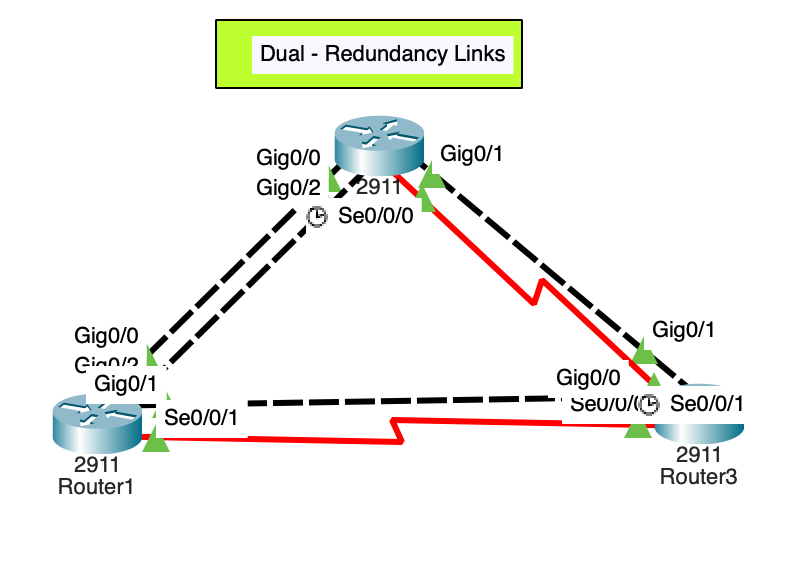 Dual - Redundancy Links
Gig0/0
Gig0/1
Gig0/2
2911
Se0/0/0
Gig0/0
Gig0/1
Gig0/2
Gig0/1
Gig0/0
Se0/0/1
Se0/0/0
Se0/0/1
2911
Router1
2911
Router3